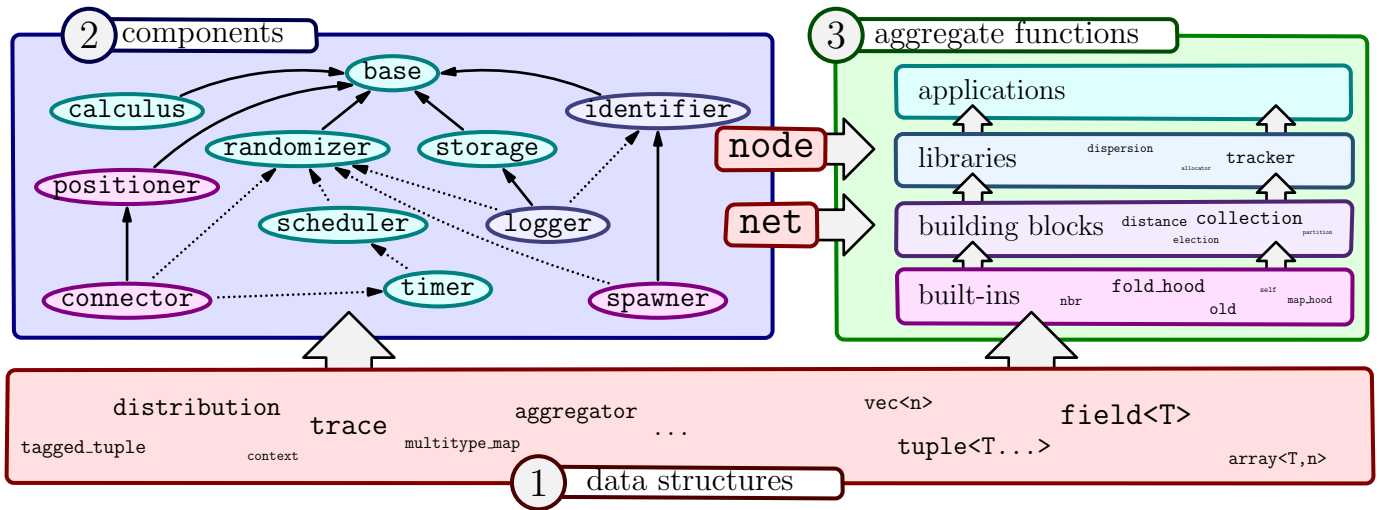 2 components
base
calculus
identifier
randomizer
storage
positioner
scheduler
logger
connector
timer
spawner
node
net
3 aggregate functions
applications
libraries
dispersion
allocator
tracker
building blocks
distance
collection
election
partition
built-ins
nbr
fold_hood
old
self
map_hood
distribution
trace
aggregator
...
vec<n>
field<T>
tagged_tuple
context
multitype_map
tuple<T...>
array<T,n>
1 data structures